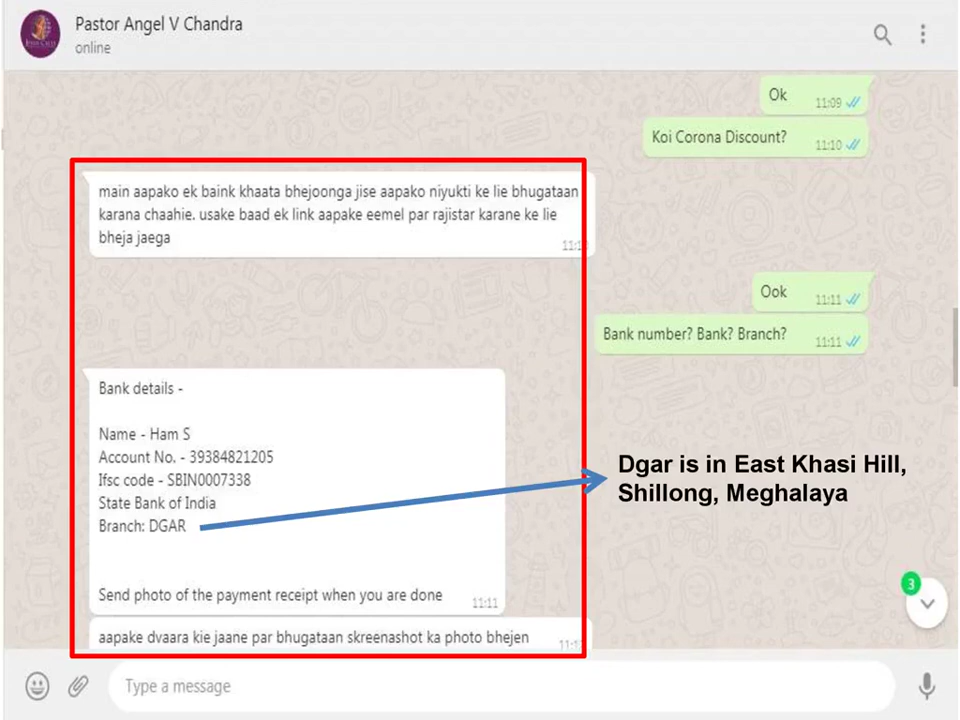 Pastor Angel V Chandra
online
Ok
11:09
Koi Corona Discount?
11:10
main aapako ek baink khaata bhejoonga jise aapako niyukti ke lie bhugataan
karana chaahie. usake baad ek link aapake eemel par rajistar karane ke lie
bheja jaega
Ook
11:11
Bank number? Bank? Branch?
11:11
Bank details -
Name - Ham S
Account No. - 39384821205
Ifsc code - SBIN0007338
State Bank of India
Branch: DGAR
Dgar is in East Khasi Hill,
Shillong, Meghalaya
Send photo of the payment receipt when you are done
11:11
3
aapake dvaara kie jaane par bhugataan skreenashot ka photo bhejen
Type a message